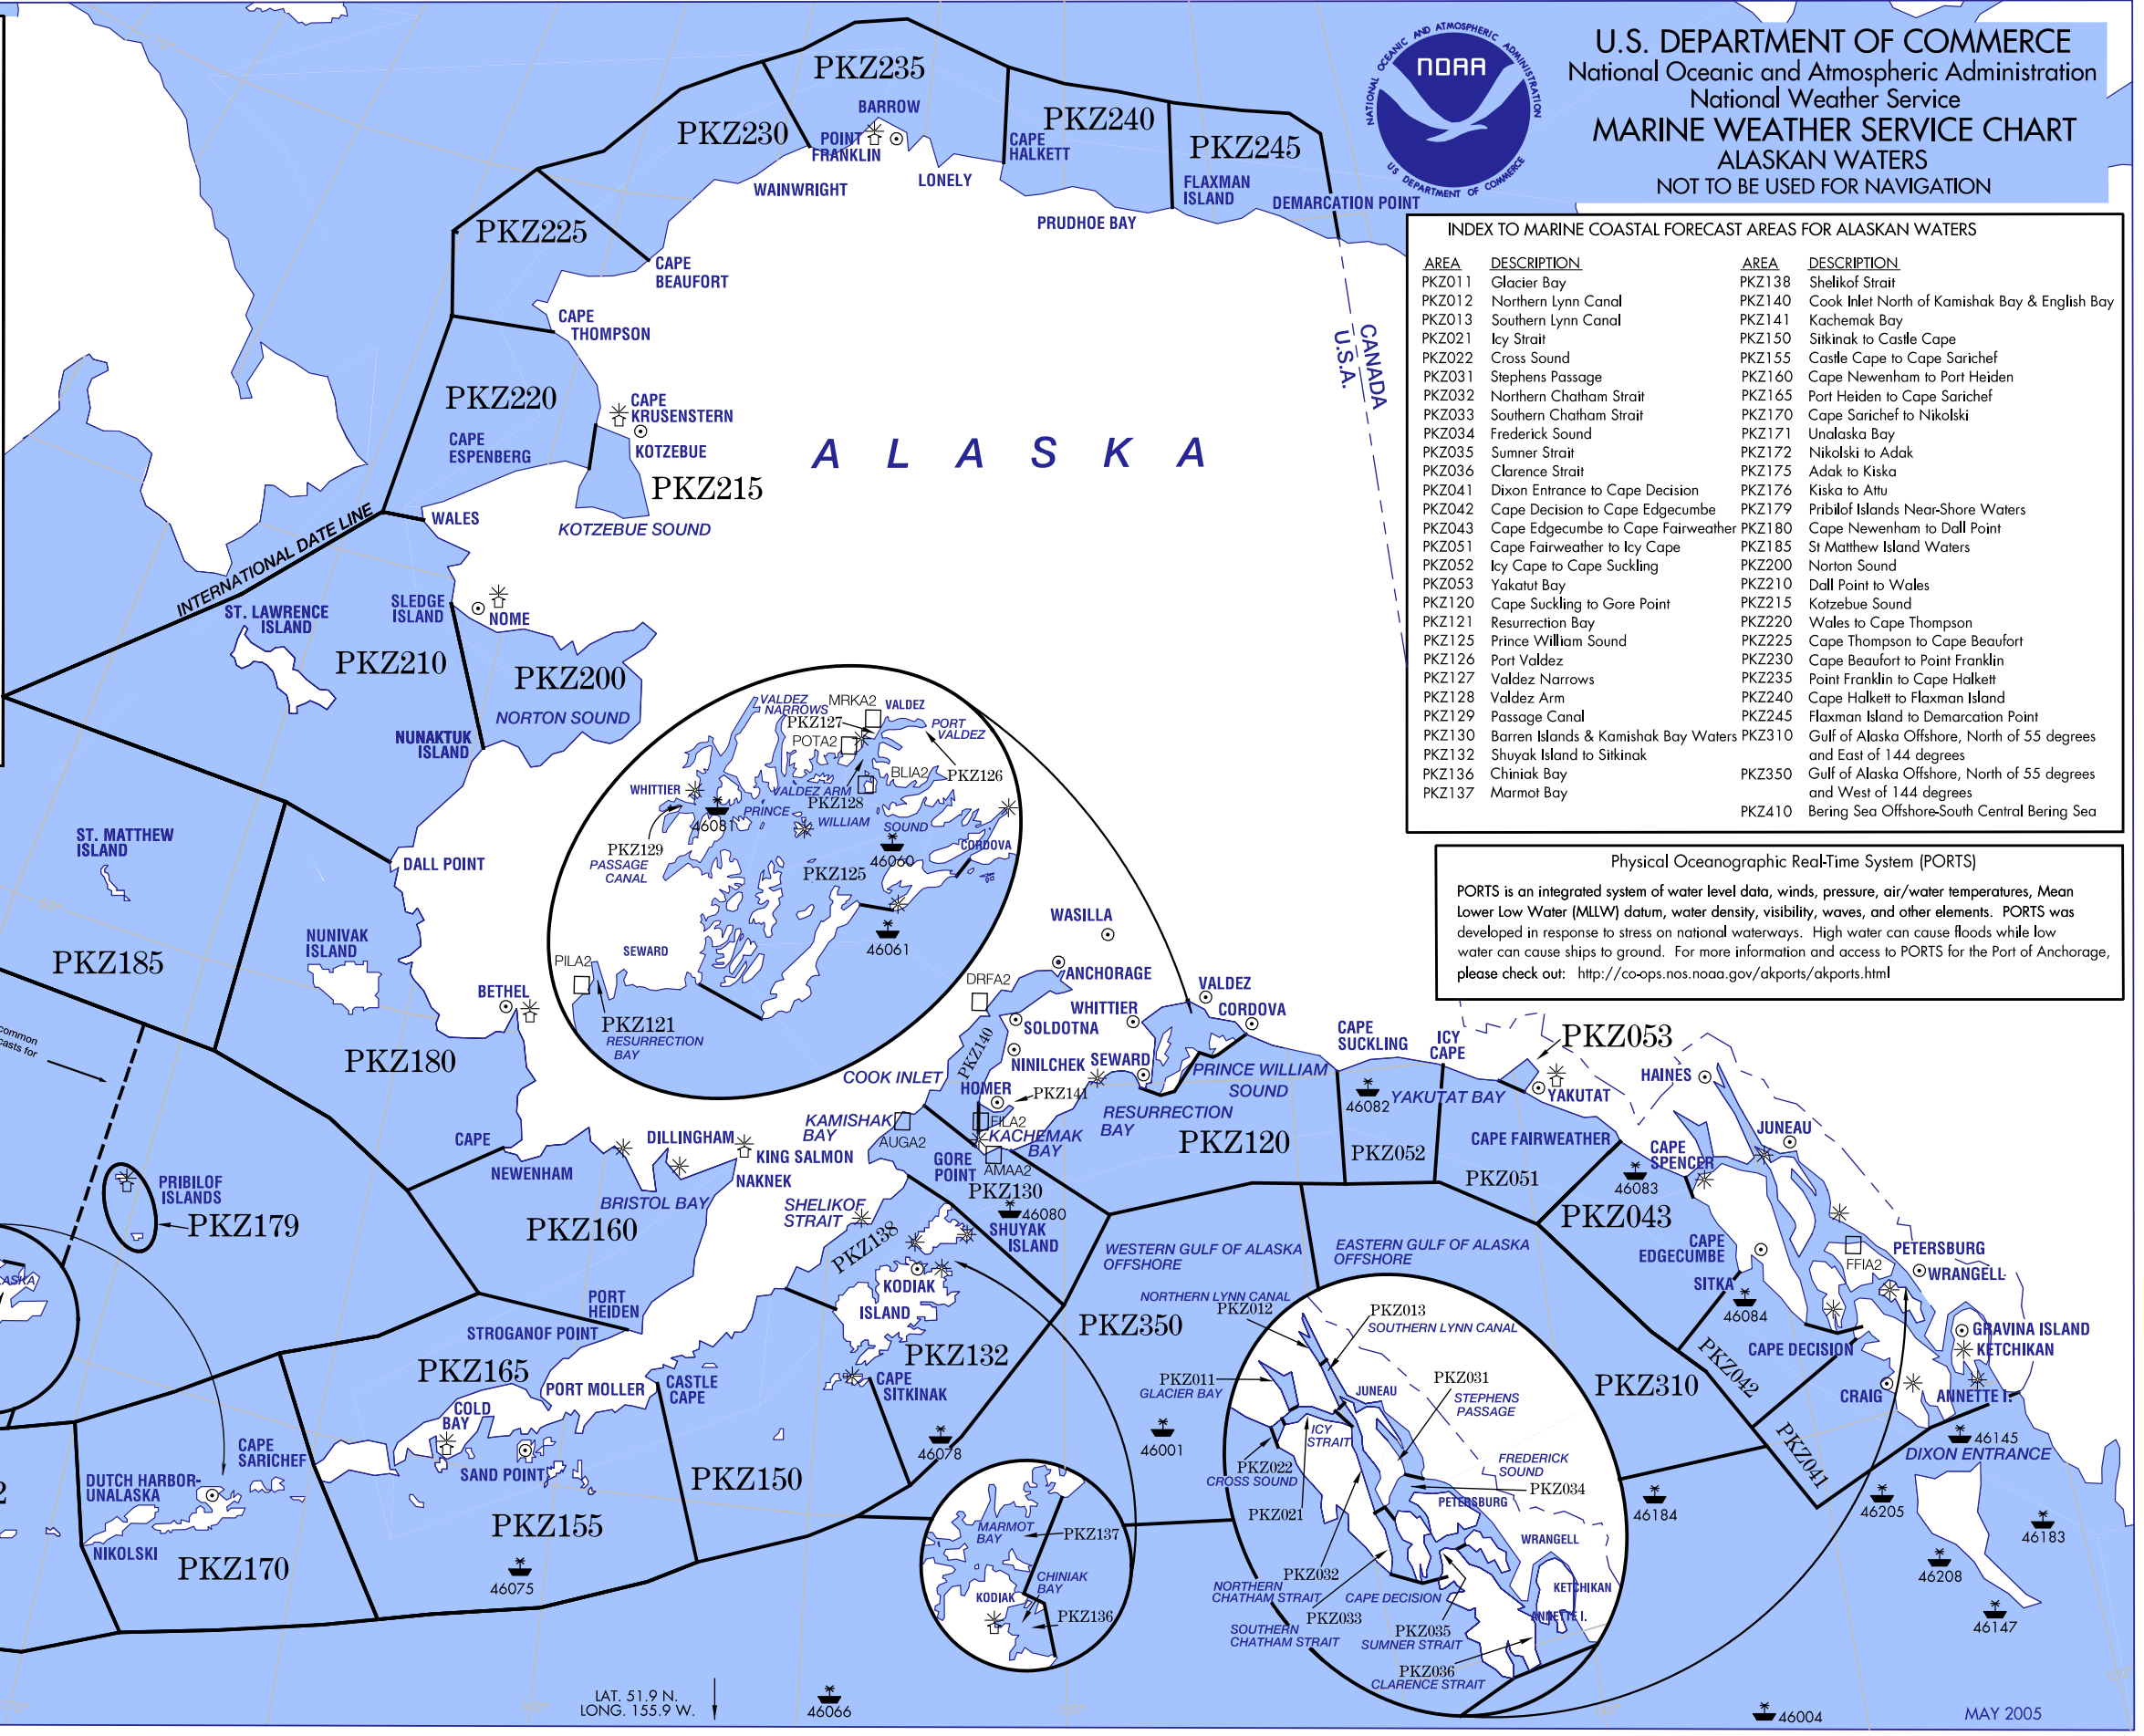 U.S. DEPARTMENT OF COMMERCE
National Oceanic and Atmospheric Administration
National Weather Service
MARINE WEATHER SERVICE CHART
ALASKAN WATERS
NOT TO BE USED FOR NAVIGATION
NATIONAL OCEANIC AND ATMOSPHERIC ADMINISTRATION
NOAA
US DEPARTMENT OF COMMERCE
INDEX TO MARINE COASTAL FORECAST AREAS FOR ALASKAN WATERS
AREA DESCRIPTION AREA DESCRIPTION
PKZ011 Glacier Bay PKZ138 Shelikof Strait
PKZ012 Northern Lynn Canal PKZ140 Cook Inlet North of Kamishak Bay & English Bay
PKZ013 Southern Lynn Canal PKZ141 Kachemak Bay
PKZ021 Icy Strait PKZ150 Sitkinak to Castle Cape
PKZ022 Cross Sound PKZ155 Castle Cape to Cape Sarichef
PKZ031 Stephens Passage PKZ160 Cape Newenham to Port Heiden
PKZ032 Northern Chatham Strait PKZ165 Port Heiden to Cape Sarichef
PKZ033 Southern Chatham Strait PKZ170 Cape Sarichef to Nikolski
PKZ034 Frederick Sound PKZ171 Unalaska Bay
PKZ035 Sumner Strait PKZ172 Nikolski to Adak
PKZ036 Clarence Strait PKZ175 Adak to Kiska
PKZ041 Dixon Entrance to Cape Decision PKZ176 Kiska to Attu
PKZ042 Cape Decision to Cape Edgecumbe PKZ179 Pribilof Islands Near-Shore Waters
PKZ043 Cape Edgecumbe to Cape Fairweather PKZ180 Cape Newenham to Dall Point
PKZ051 Cape Fairweather to Icy Cape PKZ185 St Matthew Island Waters
PKZ052 Icy Cape to Cape Suckling PKZ200 Norton Sound
PKZ053 Yakatut Bay PKZ210 Dall Point to Wales
PKZ120 Cape Suckling to Gore Point PKZ215 Kotzebue Sound
PKZ121 Resurrection Bay PKZ220 Wales to Cape Thompson
PKZ125 Prince William Sound PKZ225 Cape Thompson to Cape Beaufort
PKZ126 Port Valdez PKZ230 Cape Beaufort to Point Franklin
PKZ127 Valdez Narrows PKZ235 Point Franklin to Cape Halkett
PKZ128 Valdez Arm PKZ240 Cape Halkett to Flaxman Island
PKZ129 Passage Canal PKZ245 Flaxman Island to Demarcation Point
PKZ130 Barren Islands & Kamishak Bay Waters PKZ310 Gulf of Alaska Offshore, North of 55 degrees
PKZ132 Shuyak Island to Sitkinak and East of 144 degrees
PKZ136 Chiniak Bay PKZ350 Gulf of Alaska Offshore, North of 55 degrees
PKZ137 Marmot Bay and West of 144 degrees
PKZ410 Bering Sea Offshore-South Central Bering Sea
Physical Oceanographic Real-Time System (PORTS)
PORTS is an integrated system of water level data, winds, pressure, air/water temperatures, Mean
Lower Low Water (MLLW) datum, water density, visibility, waves, and other elements. PORTS was
developed in response to stress on national waterways. High water can cause floods while low
water can cause ships to ground. For more information and access to PORTS for the Port of Anchorage,
please check out: http://co-ops.nos.noaa.gov/akports/akports.html
PKZ235
BARROW
POINT
FRANKLIN
PKZ230
WAINWRIGHT
LONELY
CAPE
HALKETT
PKZ240
PKZ245
FLAXMAN
ISLAND
DEMARCATION POINT
PRUDHOE BAY
PKZ225
CAPE
BEAUFORT
CAPE
THOMPSON
CANADA
U.S.A.
PKZ220
CAPE
KRUSENSTERN
KOTZEBUE
CAPE
ESPENBERG
PKZ215
KOTZEBUE SOUND
ALASKA
WALES
INTERNATIONAL DATE LINE
ST. LAWRENCE
ISLAND
SLEDGE
ISLAND
NOME
PKZ210
PKZ200
NORTON SOUND
NUNAKTUK
ISLAND
ST. MATTHEW
ISLAND
DALL POINT
PKZ185
NUNIVAK
ISLAND
BETHEL
PKZ180
common
casts for
PRIBILOF
ISLANDS
PKZ179
CAPE
NEWENHAM
DILLINGHAM
KING SALMON
NAKNEK
BRISTOL BAY
PKZ160
PORT
HEIDEN
STROGANOF POINT
PKZ165
PORT MOLLER
COLD
BAY
SAND POINT
CASTLE
CAPE
CAPE
SARICHEF
DUTCH HARBOR-
UNALASKA
NIKOLSKI
PKZ170
PKZ155
46075
PKZ150
VALDEZ
NARROWS
MRKA2
VALDEZ
PKZ127
PORT
VALDEZ
POTA2
BLIA2
PKZ126
WHITTIER
VALDEZ ARM
PKZ128
46081
PRINCE
WILLIAM
SOUND
46060
CORDOVA
PKZ129
PASSAGE
CANAL
PKZ125
46061
SEWARD
PILA2
PKZ121
RESURRECTION
BAY
WASILLA
ANCHORAGE
DRFA2
VALDEZ
WHITTIER
CORDOVA
SOLDOTNA
PKZ140
NINILCHEK
SEWARD
COOK INLET
HOMER
PKZ141
PRINCE WILLIAM
SOUND
KAMISHAK
BAY
AUGA2
FILA2
KACHEMAK
BAY
RESURRECTION
BAY
GORE
POINT
AMAA2
PKZ120
PKZ130
46080
SHELIKOF
STRAIT
PKZ138
SHUYAK
ISLAND
KODIAK
ISLAND
PKZ132
CAPE
SITKINAK
46078
CAPE
SUCKLING
ICY
CAPE
PKZ053
46082
YAKUTAT BAY
YAKUTAT
PKZ052
PKZ051
CAPE FAIRWEATHER
HAINES
JUNEAU
CAPE
SPENCER
46083
PKZ043
CAPE
EDGECUMBE
SITKA
46084
FFIA2
PETERSBURG
WRANGELL
GRAVINA ISLAND
KETCHIKAN
CAPE DECISION
PKZ042
CRAIG
ANNETTE I.
PKZ041
46145
DIXON ENTRANCE
WESTERN GULF OF ALASKA
OFFSHORE
EASTERN GULF OF ALASKA
OFFSHORE
PKZ350
PKZ310
46001
46184
46205
46183
46208
46147
NORTHERN LYNN CANAL
PKZ012
PKZ013
SOUTHERN LYNN CANAL
PKZ011
GLACIER BAY
JUNEAU
PKZ031
STEPHENS
PASSAGE
ICY
STRAIT
PKZ022
CROSS SOUND
FREDERICK
SOUND
PKZ034
PKZ021
PETERSBURG
WRANGELL
PKZ032
NORTHERN
CHATHAM STRAIT
CAPE DECISION
KETCHIKAN
PKZ033
ANNETTE I.
SOUTHERN
CHATHAM STRAIT
PKZ035
SUMNER STRAIT
PKZ036
CLARENCE STRAIT
MARMOT
BAY
PKZ137
CHINIAK
BAY
KODIAK
PKZ136
LAT. 51.9 N.
LONG. 155.9 W.
46066
46004
MAY 2005